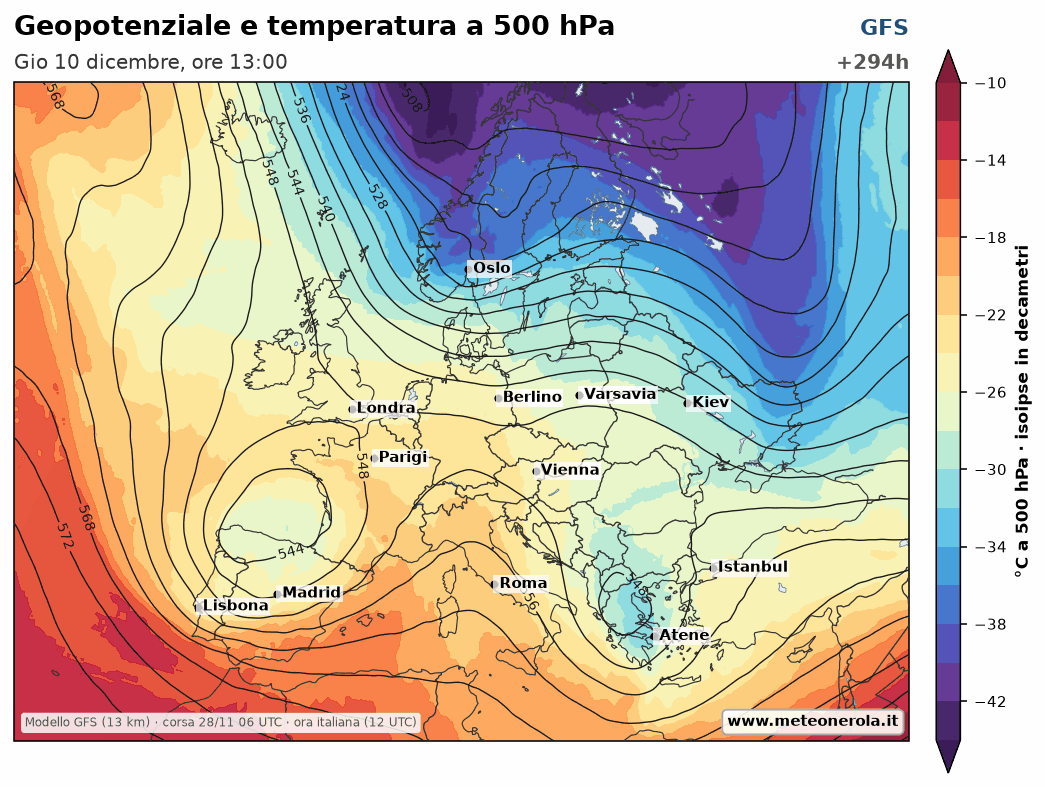 Geopotenziale e temperatura a 500 hPa
GFS
Gio 10 dicembre, ore 13:00
+294h
568
508
24
536
548
544
540
528
Oslo
Londra
Berlino
Varsavia
Kiev
Parigi
548
Vienna
568
572
544
Istanbul
Roma
Madrid
Lisbona
Atene
Modello GFS (13 km) · corsa 28/11 06 UTC · ora italiana (12 UTC)
www.meteonerola.it
−10
−14
−18
−22
−26
−30
−34
−38
−42
°C a 500 hPa · isoipse in decametri